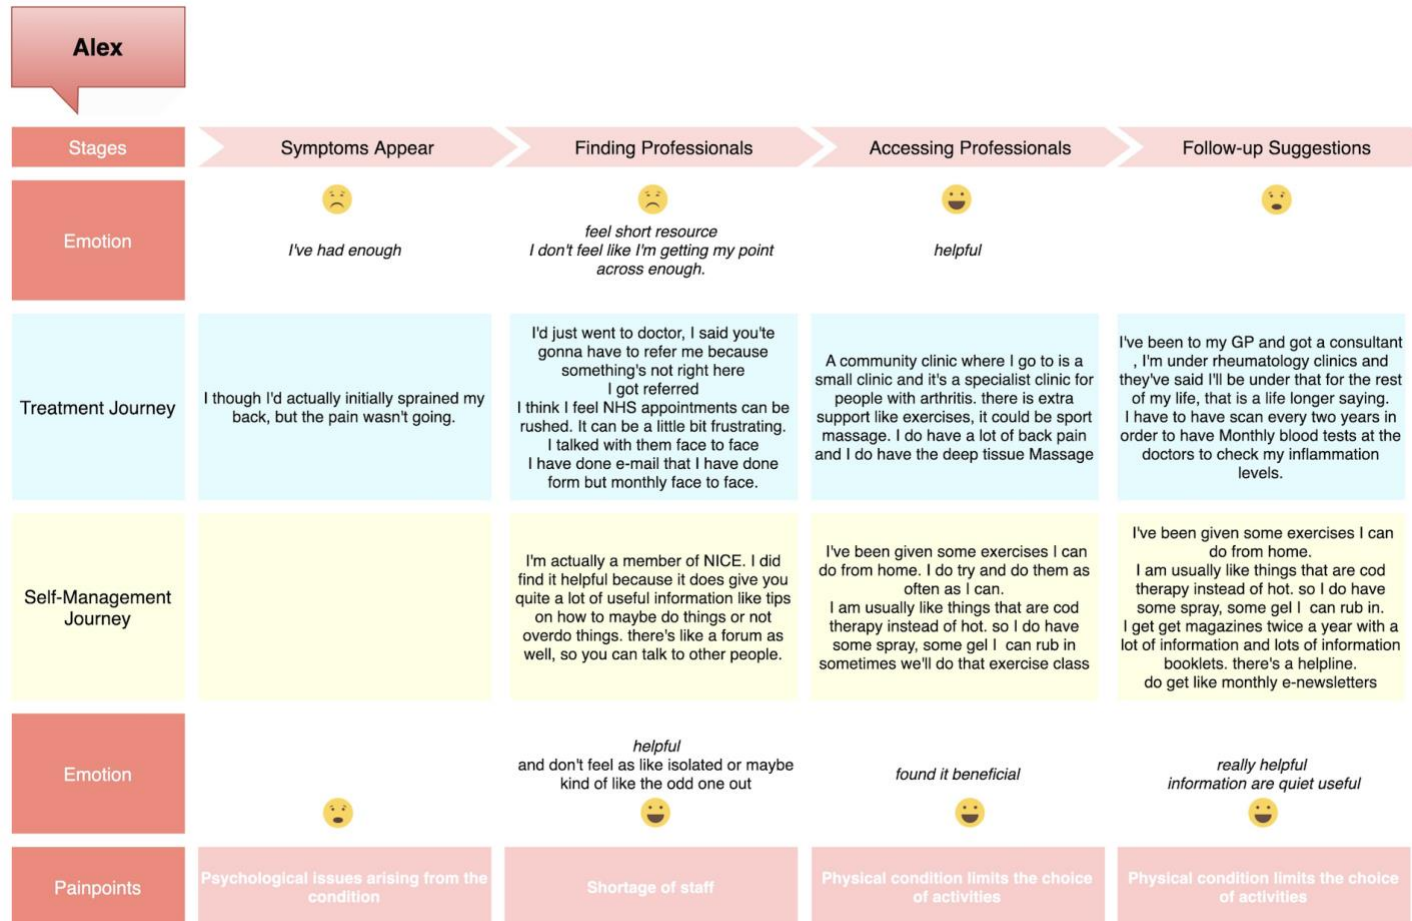 Alex
Stages
Symptoms Appear
Finding Professionals
Accessing Professionals
Follow-up Suggestions
Emotion
I've had enough
feel short resource
I don't feel like I'm getting my point
across enough.
helpful
Treatment Journey
I though I'd actually initially sprained my
back, but the pain wasn't going.
I'd just went to doctor, I said you'te
gonna have to refer me because
something's not right here
I got referred
I think I feel NHS appointments can be
rushed. It can be a little bit frustrating.
I talked with them face to face
I have done e-mail that I have done
form but monthly face to face.
A community clinic where I go to is a
small clinic and it's a specialist clinic for
people with arthritis. there is extra
support like exercises, it could be sport
massage. I do have a lot of back pain
and I do have the deep tissue Massage
I've been to my GP and got a consultant
, I'm under rheumatology clinics and
they've said I'll be under that for the rest
of my life, that is a life longer saying.
I have to have scan every two years in
order to have Monthly blood tests at the
doctors to check my inflammation
levels.
Self-Management
Journey
I'm actually a member of NICE. I did
find it helpful because it does give you
quite a lot of useful information like tips
on how to maybe do things or not
overdo things. there's like a forum as
well, so you can talk to other people.
I've been given some exercises I can
do from home. I do try and do them as
often as I can.
I am usually like things that are cod
therapy instead of hot. so I do have
some spray, some gel I can rub in
sometimes we'll do that exercise class
I've been given some exercises I can
do from home.
I am usually like things that are cod
therapy instead of hot. so I do have
some spray, some gel I can rub in.
I get get magazines twice a year with a
lot of information and lots of information
booklets. there's a helpline.
do get like monthly e-newsletters
Emotion
helpful
and don't feel as like isolated or maybe
kind of like the odd one out
found it beneficial
really helpful
information are quiet useful
Painpoints
Psychological issues arising from the
condition
Shortage of staff
Physical condition limits the choice
of activities
Physical condition limits the choice
of activities